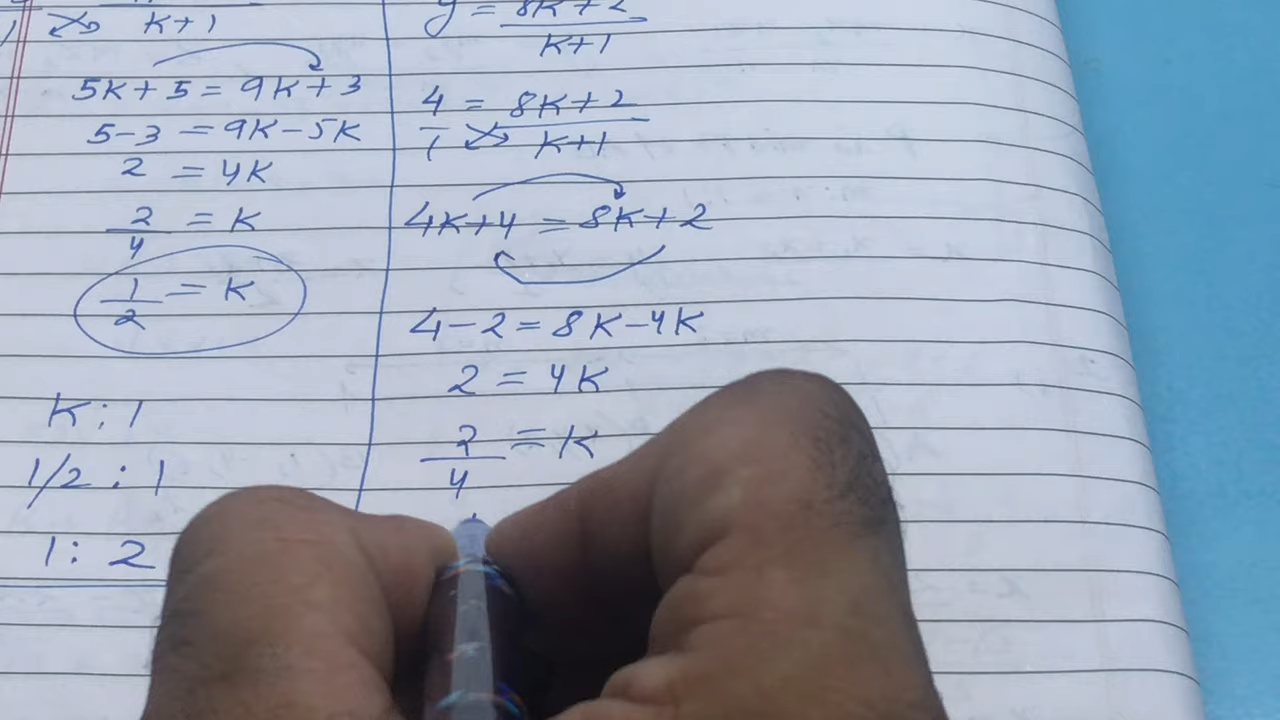 K+1
5K+5=9K+3
5-3=9K-5K
2=4K
2/4=K
1/2=K
K:1
1/2:1
1:2
y=8K+2/K+1
4/1=8K+2/K+1
4K+4=8K+2
4-2=8K-4K
2=4K
2/4=K